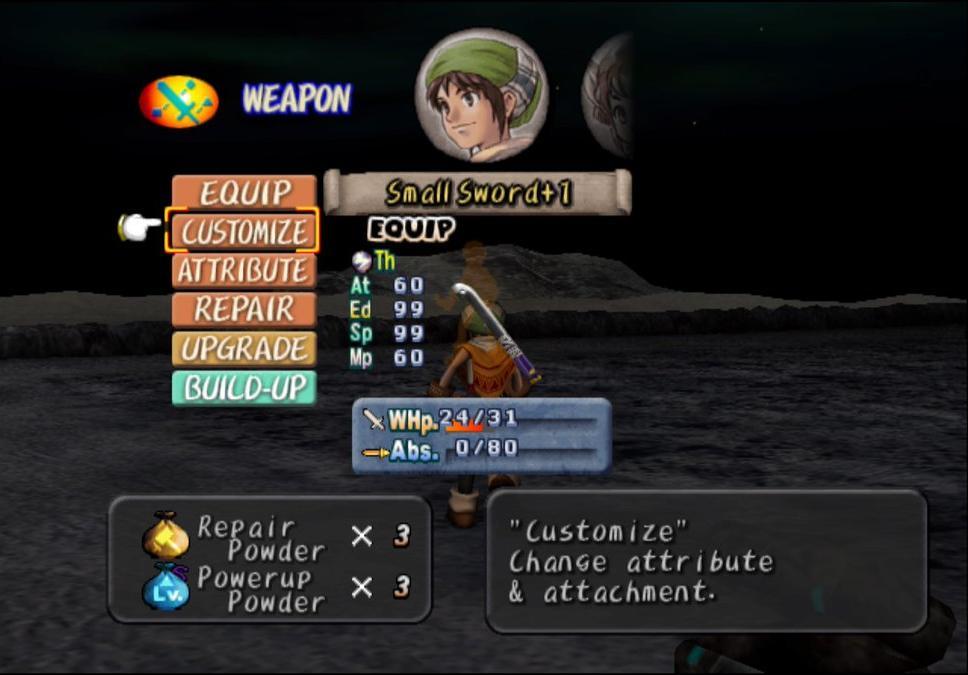 WEAPON
EQUIP
CUSTOMIZE
ATTRIBUTE
REPAIR
UPGRADE
BUILD-UP
Small Sword+1
EQUIP
Th
At 60
Ed 99
Sp 99
Mp 60
WHp. 24/31
Abs. 0/80
Repair
Powder × 3
Powerup
Powder × 3
Lv.
"Customize"
Change attribute
& attachment.